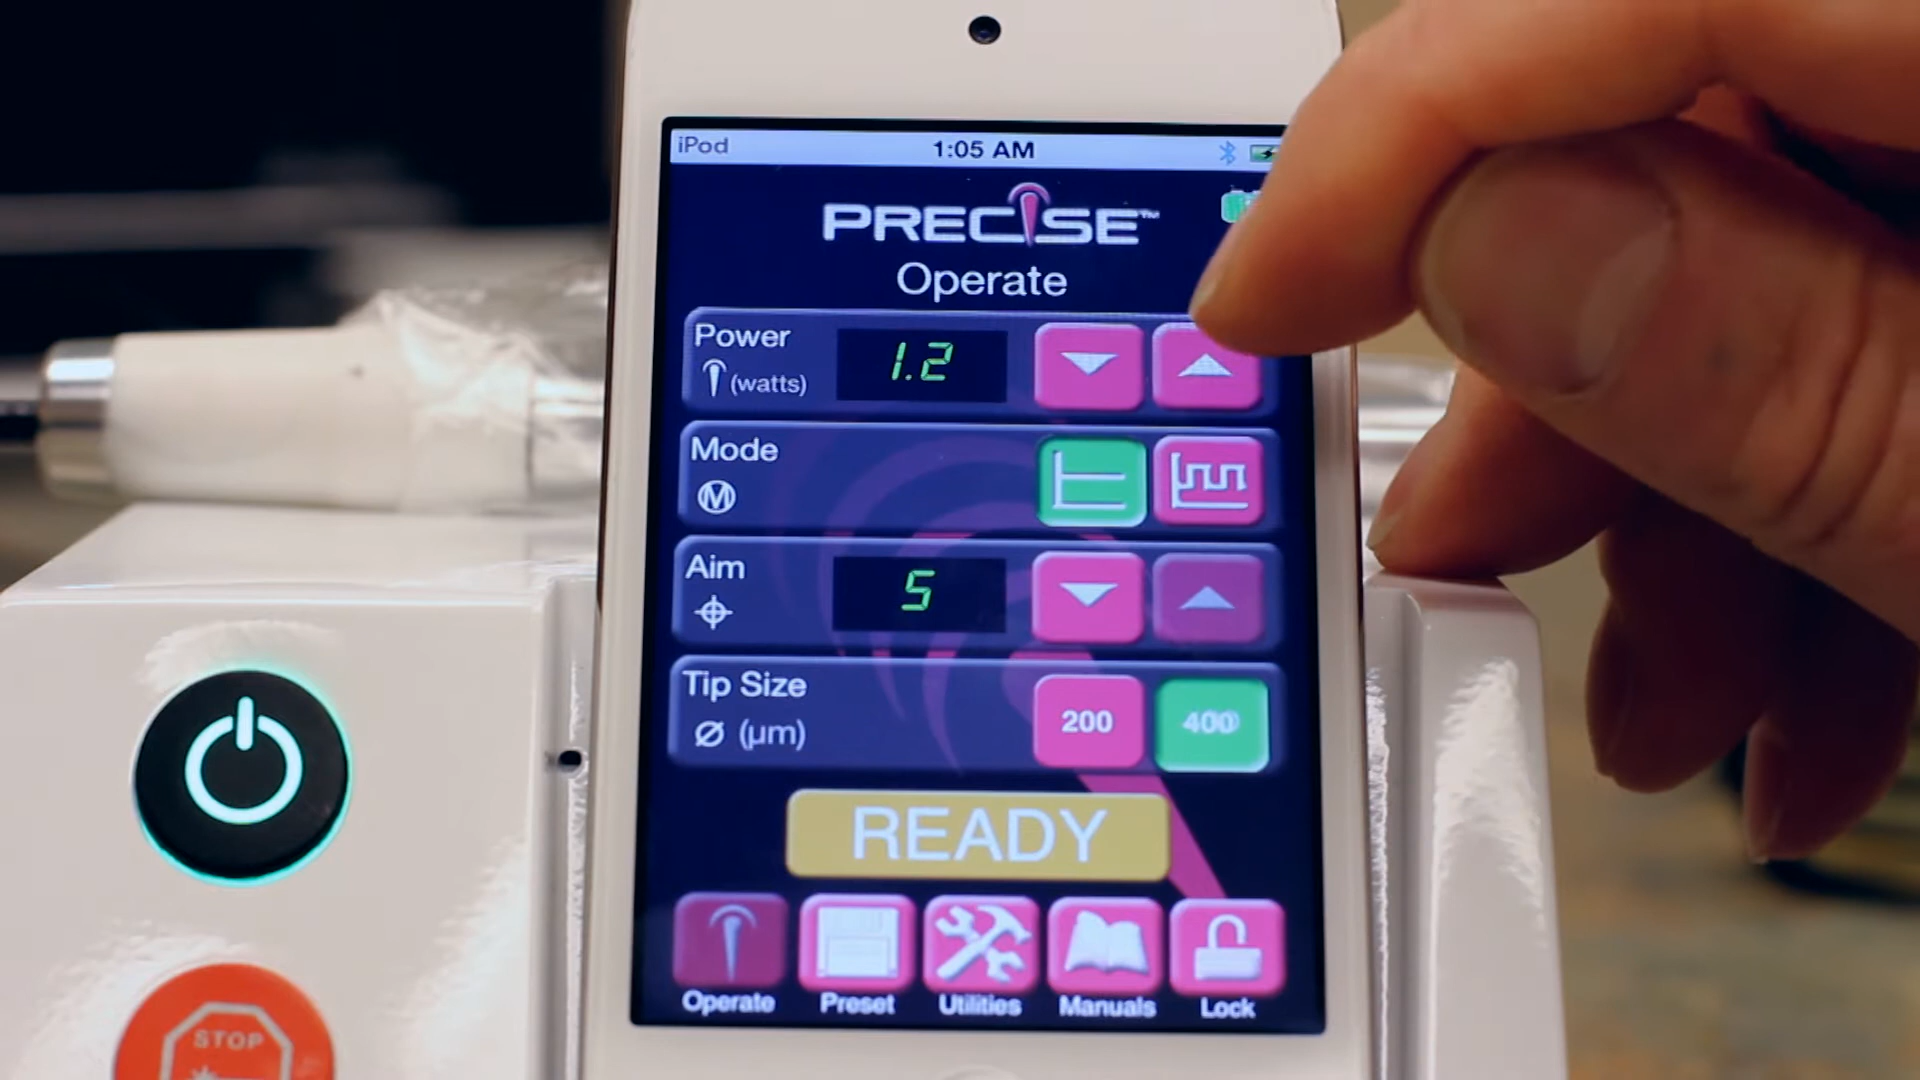 iPod 1:05 AM
PRECISE™
Operate
Power
(watts)
1.2
Mode
M
Aim
5
Tip Size
Ø (µm)
200 400
READY
Operate Preset Utilities Manuals Lock
STOP